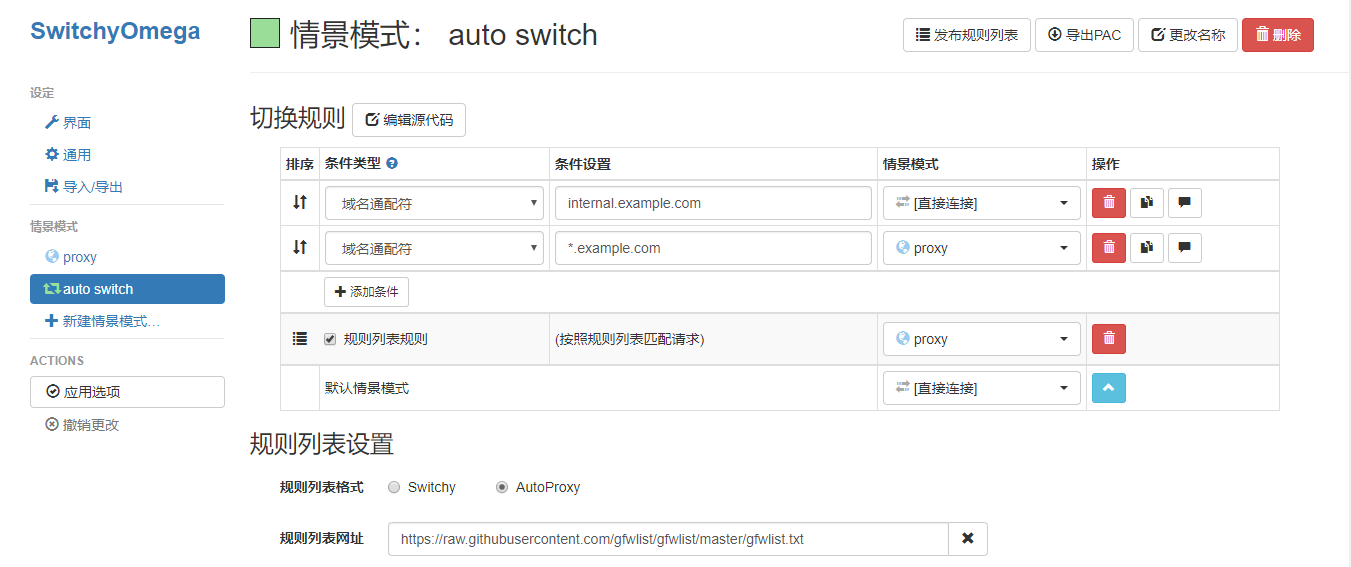 SwitchyOmega
设定
界面
通用
导入/导出
情景模式
proxy
auto switch
新建情景模式…
ACTIONS
应用选项
撤销更改
情景模式： auto switch
发布规则列表 导出PAC 更改名称 删除
切换规则 编辑源代码
排序 条件类型 条件设置 情景模式 操作
域名通配符 internal.example.com [直接连接]
域名通配符 *.example.com proxy
添加条件
规则列表规则 (按照规则列表匹配请求) proxy
默认情景模式 [直接连接]
规则列表设置
规则列表格式 Switchy AutoProxy
规则列表网址 https://raw.githubusercontent.com/gfwlist/gfwlist/master/gfwlist.txt